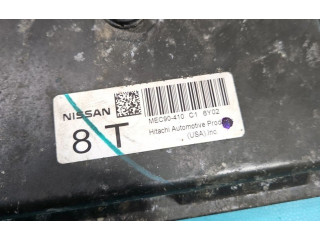 NISSAN
MEC90-410 C1 6Y02
8 T
Hitachi Automotive Prod
(USA),Inc.